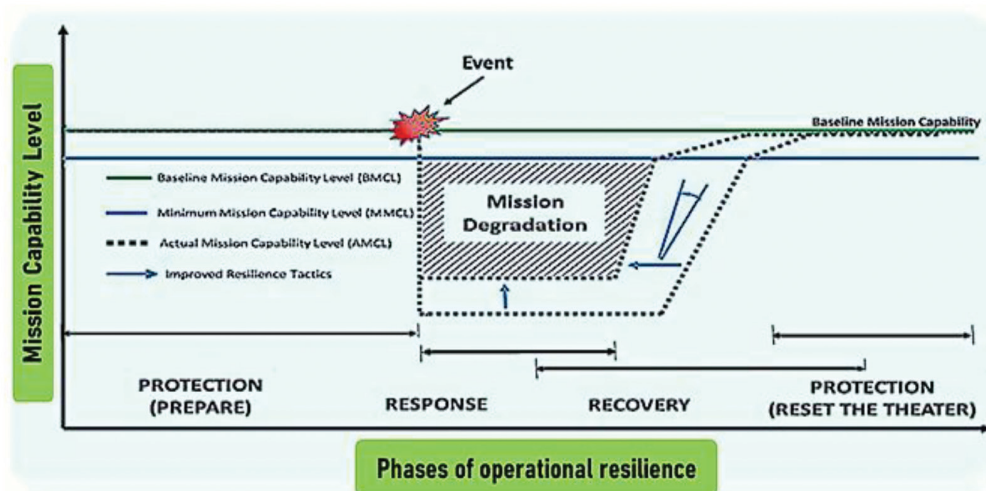 Event
Baseline Mission Capability
Baseline Mission Capability Level (BMCL)
Minimum Mission Capability Level (MMCL)
Actual Mission Capability Level (AMCL)
Improved Resilience Tactics
Mission
Degradation
Mission Capability Level
PROTECTION
(PREPARE)
RESPONSE
RECOVERY
PROTECTION
(RESET THE THEATER)
Phases of operational resilience